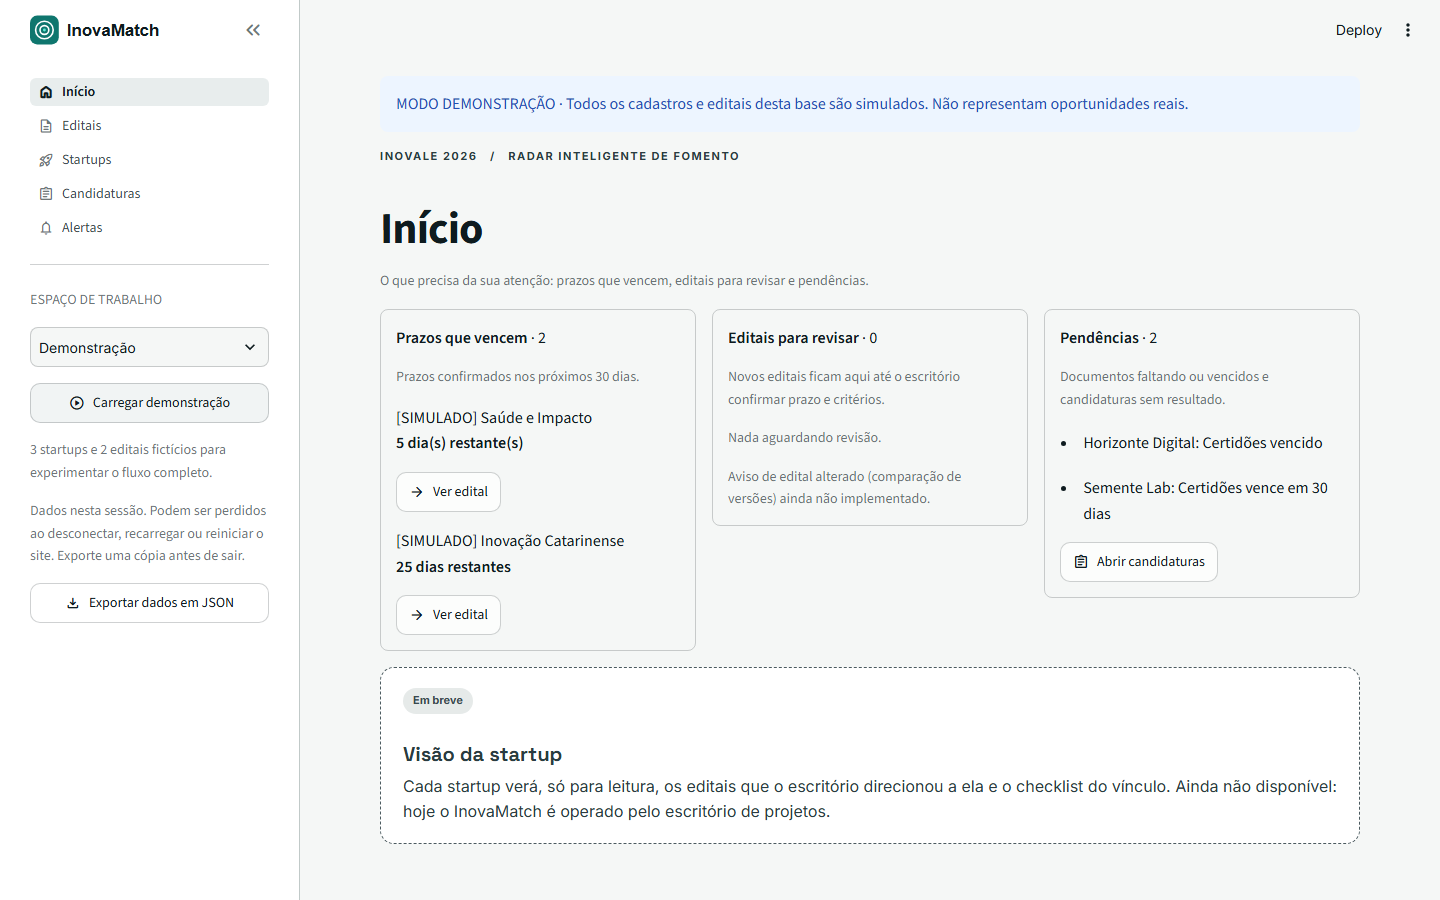 InovaMatch
Início
Editais
Startups
Candidaturas
Alertas
ESPAÇO DE TRABALHO
Demonstração
Carregar demonstração
3 startups e 2 editais fictícios para
experimentar o fluxo completo.
Dados nesta sessão. Podem ser perdidos
ao desconectar, recarregar ou reiniciar o
site. Exporte uma cópia antes de sair.
Exportar dados em JSON
Deploy
MODO DEMONSTRAÇÃO · Todos os cadastros e editais desta base são simulados. Não representam oportunidades reais.
INOVALE 2026 / RADAR INTELIGENTE DE FOMENTO
Início
O que precisa da sua atenção: prazos que vencem, editais para revisar e pendências.
Prazos que vencem · 2
Prazos confirmados nos próximos 30 dias.
[SIMULADO] Saúde e Impacto
5 dia(s) restante(s)
Ver edital
[SIMULADO] Inovação Catarinense
25 dias restantes
Ver edital
Editais para revisar · 0
Novos editais ficam aqui até o escritório
confirmar prazo e critérios.
Nada aguardando revisão.
Aviso de edital alterado (comparação de
versões) ainda não implementado.
Pendências · 2
Documentos faltando ou vencidos e
candidaturas sem resultado.
• Horizonte Digital: Certidões vencido
• Semente Lab: Certidões vence em 30
dias
Abrir candidaturas
Em breve
Visão da startup
Cada startup verá, só para leitura, os editais que o escritório direcionou a ela e o checklist do vínculo. Ainda não disponível:
hoje o InovaMatch é operado pelo escritório de projetos.